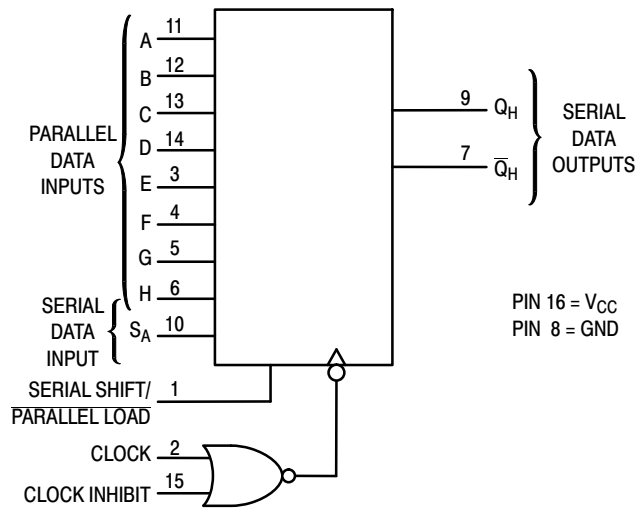 PARALLEL
DATA
INPUTS
A 11
B 12
C 13
D 14
E 3
F 4
G 5
H 6
SERIAL
DATA
INPUT
SA 10
SERIAL SHIFT/
PARALLEL LOAD
1
CLOCK 2
CLOCK INHIBIT 15
9 QH
7 Q̅H
SERIAL
DATA
OUTPUTS
PIN 16 = VCC
PIN 8 = GND